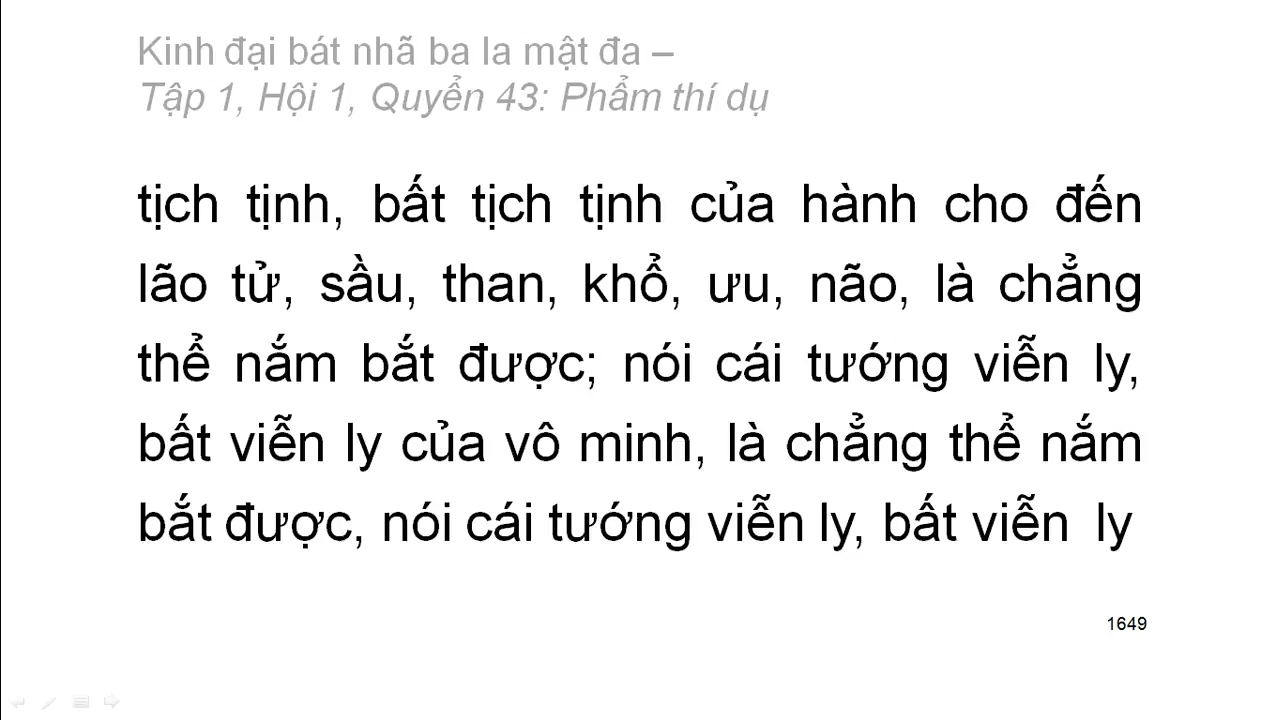 Kinh đại bát nhã ba la mật đa –
Tập 1, Hội 1, Quyển 43: Phẩm thí dụ
tịch tịnh, bất tịch tịnh của hành cho đến
lão tử, sầu, than, khổ, ưu, não, là chẳng
thể nắm bắt được; nói cái tướng viễn ly,
bất viễn ly của vô minh, là chẳng thể nắm
bắt được, nói cái tướng viễn ly, bất viễn ly
1649